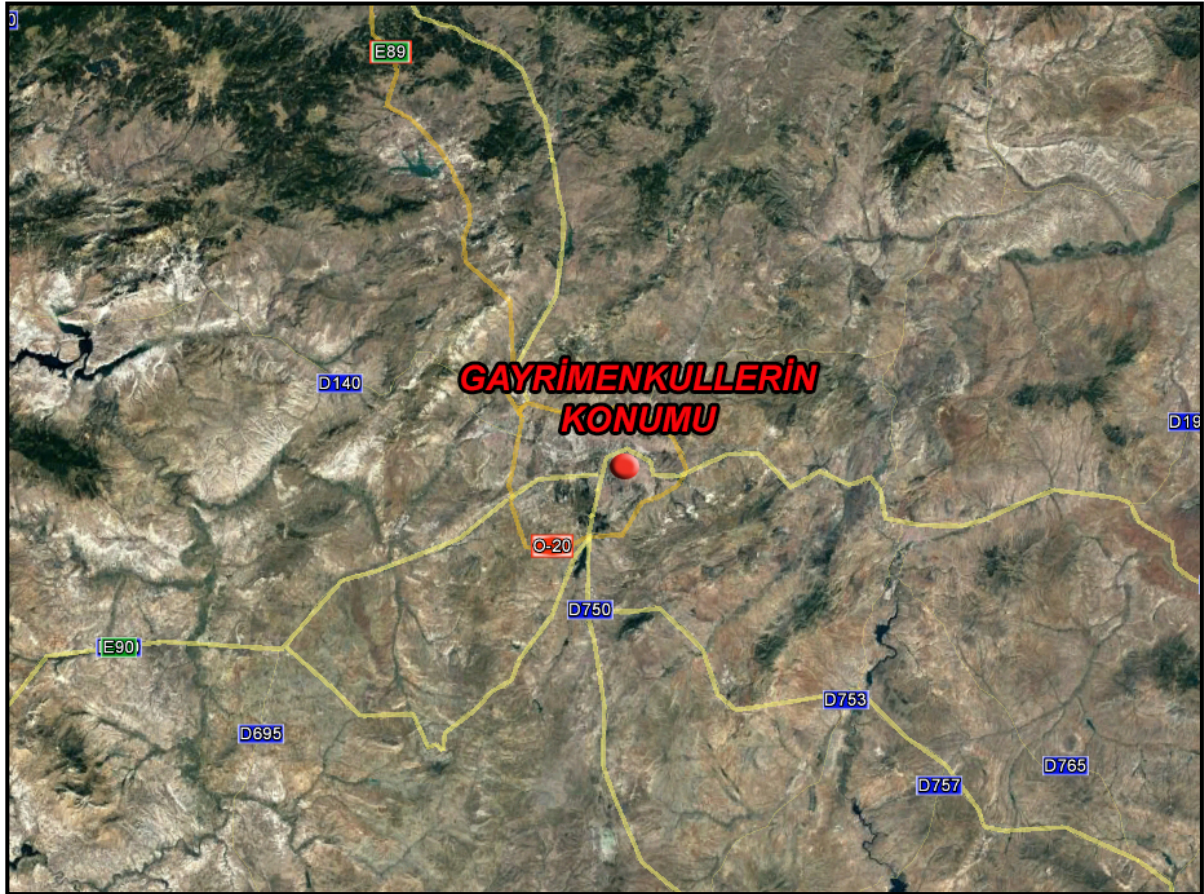 E89
D140
GAYRİMENKULLERİN
KONUMU
D19
O-20
D750
E90
D753
D695
D765
D757